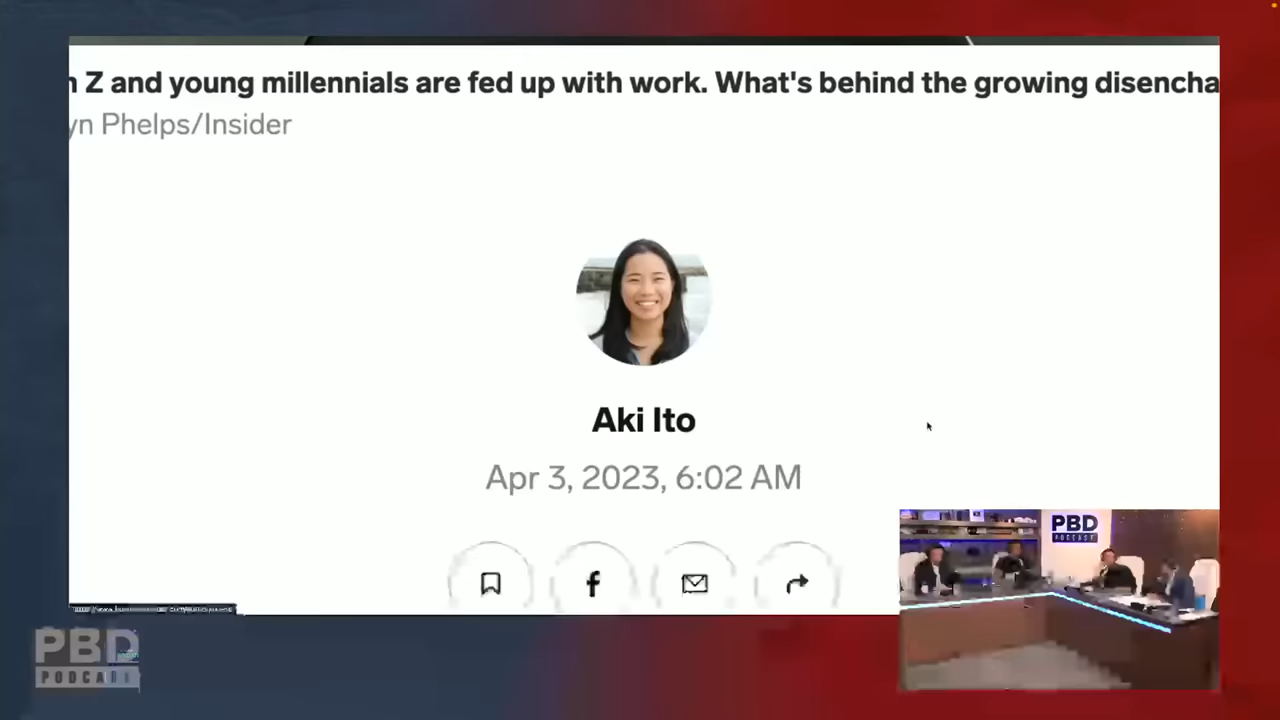 n Z and young millennials are fed up with work. What's behind the growing disencha
yn Phelps/Insider
Aki Ito
Apr 3, 2023, 6:02 AM
f
PBD
PODCAST
PBD
PODCAST